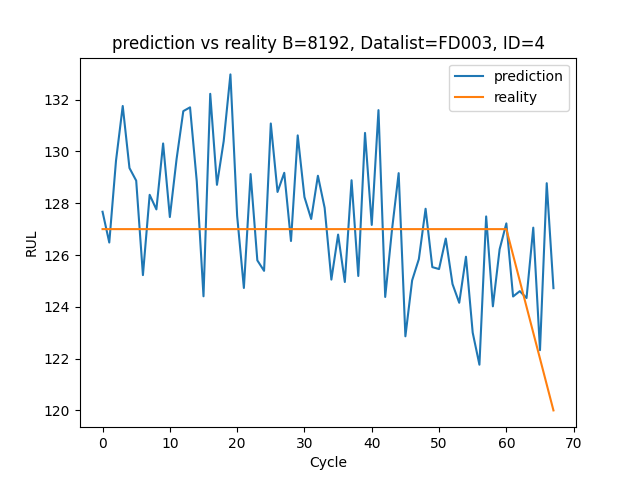 prediction vs reality B=8192, Datalist=FD003, ID=4
prediction
reality
RUL
132
130
128
126
124
122
120
0 10 20 30 40 50 60 70
Cycle